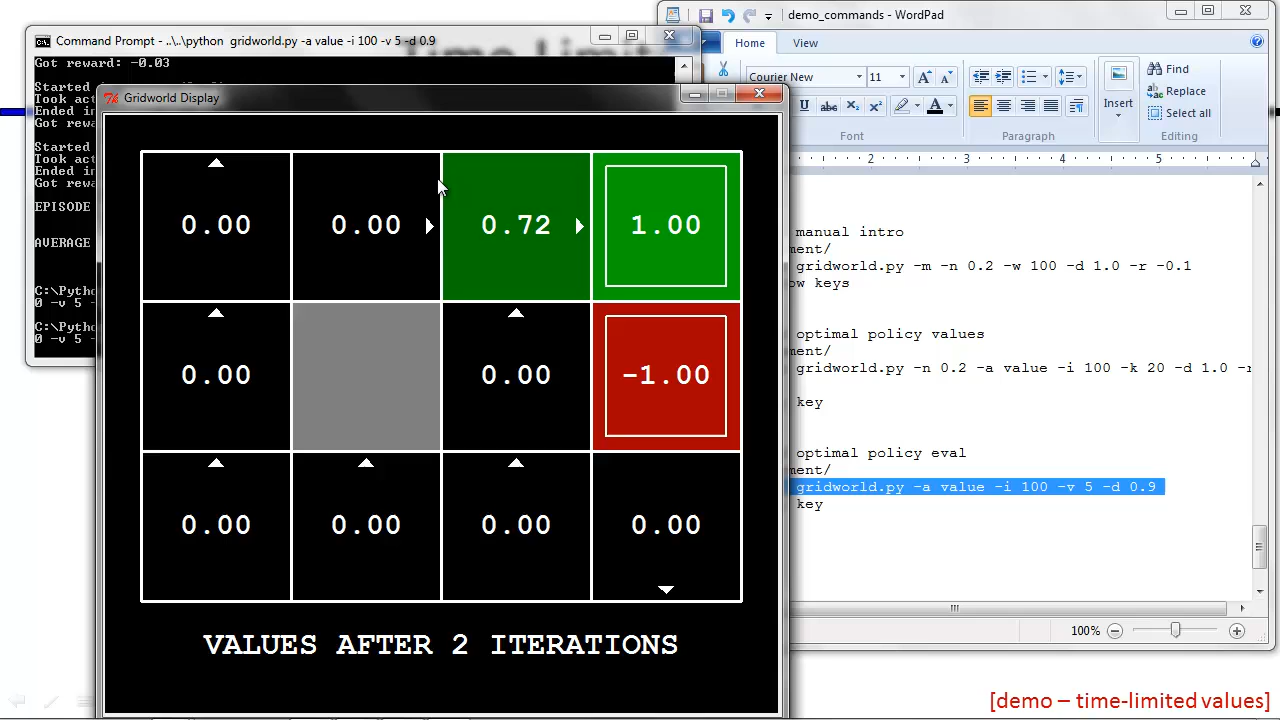 demo_commands - WordPad
Command Prompt - ..\.\python gridworld.py -a value -i 100 -v 5 -d 0.9
Home
View
Got reward: -0.03
Courier New
11
Find
Replace
Select all
Insert
Font
Paragraph
Editing
Started
Took act
Ended in
Got rewa
Started
Took act
Ended in
Got rewa
EPISODE
AVERAGE
C:\Pytho
0 -v 5 -
C:\Pytho
0 -v 5 -
Gridworld Display
0.00 0.00 0.72 1.00
0.00 0.00 -1.00
0.00 0.00 0.00 0.00
VALUES AFTER 2 ITERATIONS
2 3 4 5
manual intro
ment/
gridworld.py -m -n 0.2 -w 100 -d 1.0 -r -0.1
ow keys
optimal policy values
ment/
gridworld.py -n 0.2 -a value -i 100 -k 20 -d 1.0 -r
key
optimal policy eval
ment/
gridworld.py -a value -i 100 -v 5 -d 0.9
key
100%
[demo – time-limited values]